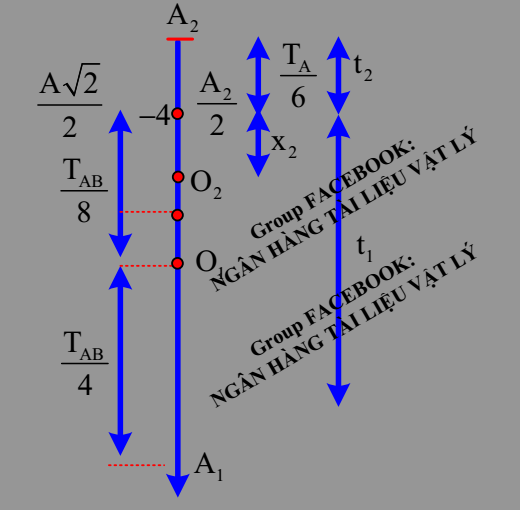 A₂
A√2
2
−4
A₂
2
T_A
6
t₂
x₂
T_AB
8
O₂
O₁
t₁
T_AB
4
A₁
Group FACEBOOK:
NGÂN HÀNG TÀI LIỆU VẬT LÝ
Group FACEBOOK:
NGÂN HÀNG TÀI LIỆU VẬT LÝ